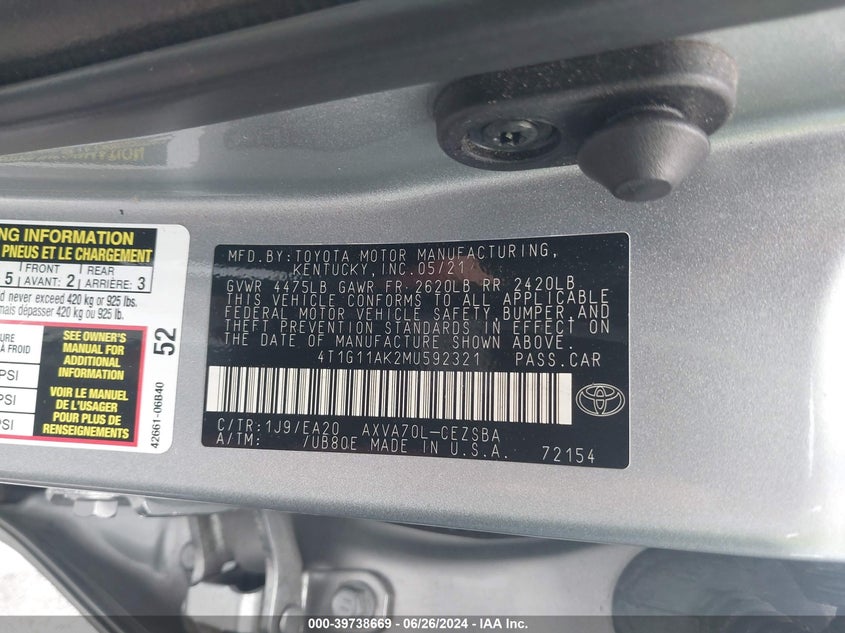 NG INFORMATION
PNEUS ET LE CHARGEMENT
5 FRONT AVANT: 2 REAR ARRIÈRE: 3
d never exceed 420 kg or 925 lbs.
mais dépasser 420 kg ou 925 lb.
URE
À FROID
PSI
PSI
PSI
SEE OWNER'S
MANUAL FOR
ADDITIONAL
INFORMATION
VOIR LE MANUEL
DE L'USAGER
POUR PLUS DE
RENSEIGNEMENTS
52
42661-06B40
MFD.BY:TOYOTA MOTOR MANUFACTURING,
KENTUCKY, INC.05/21
GVWR 4475LB GAWR FR 2620LB RR 2420LB
THIS VEHICLE CONFORMS TO ALL APPLICABLE
FEDERAL MOTOR VEHICLE SAFETY, BUMPER, AND
THEFT PREVENTION STANDARDS IN EFFECT ON
THE DATE OF MANUFACTURE SHOWN ABOVE.
4T1G11AK2MU592321 PASS.CAR
C/TR:1J9/EA20 AXVA70L-CEZSBA
A/TM: /UB80E MADE IN U.S.A. 72154
000-39738669 - 06/26/2024 - IAA Inc.